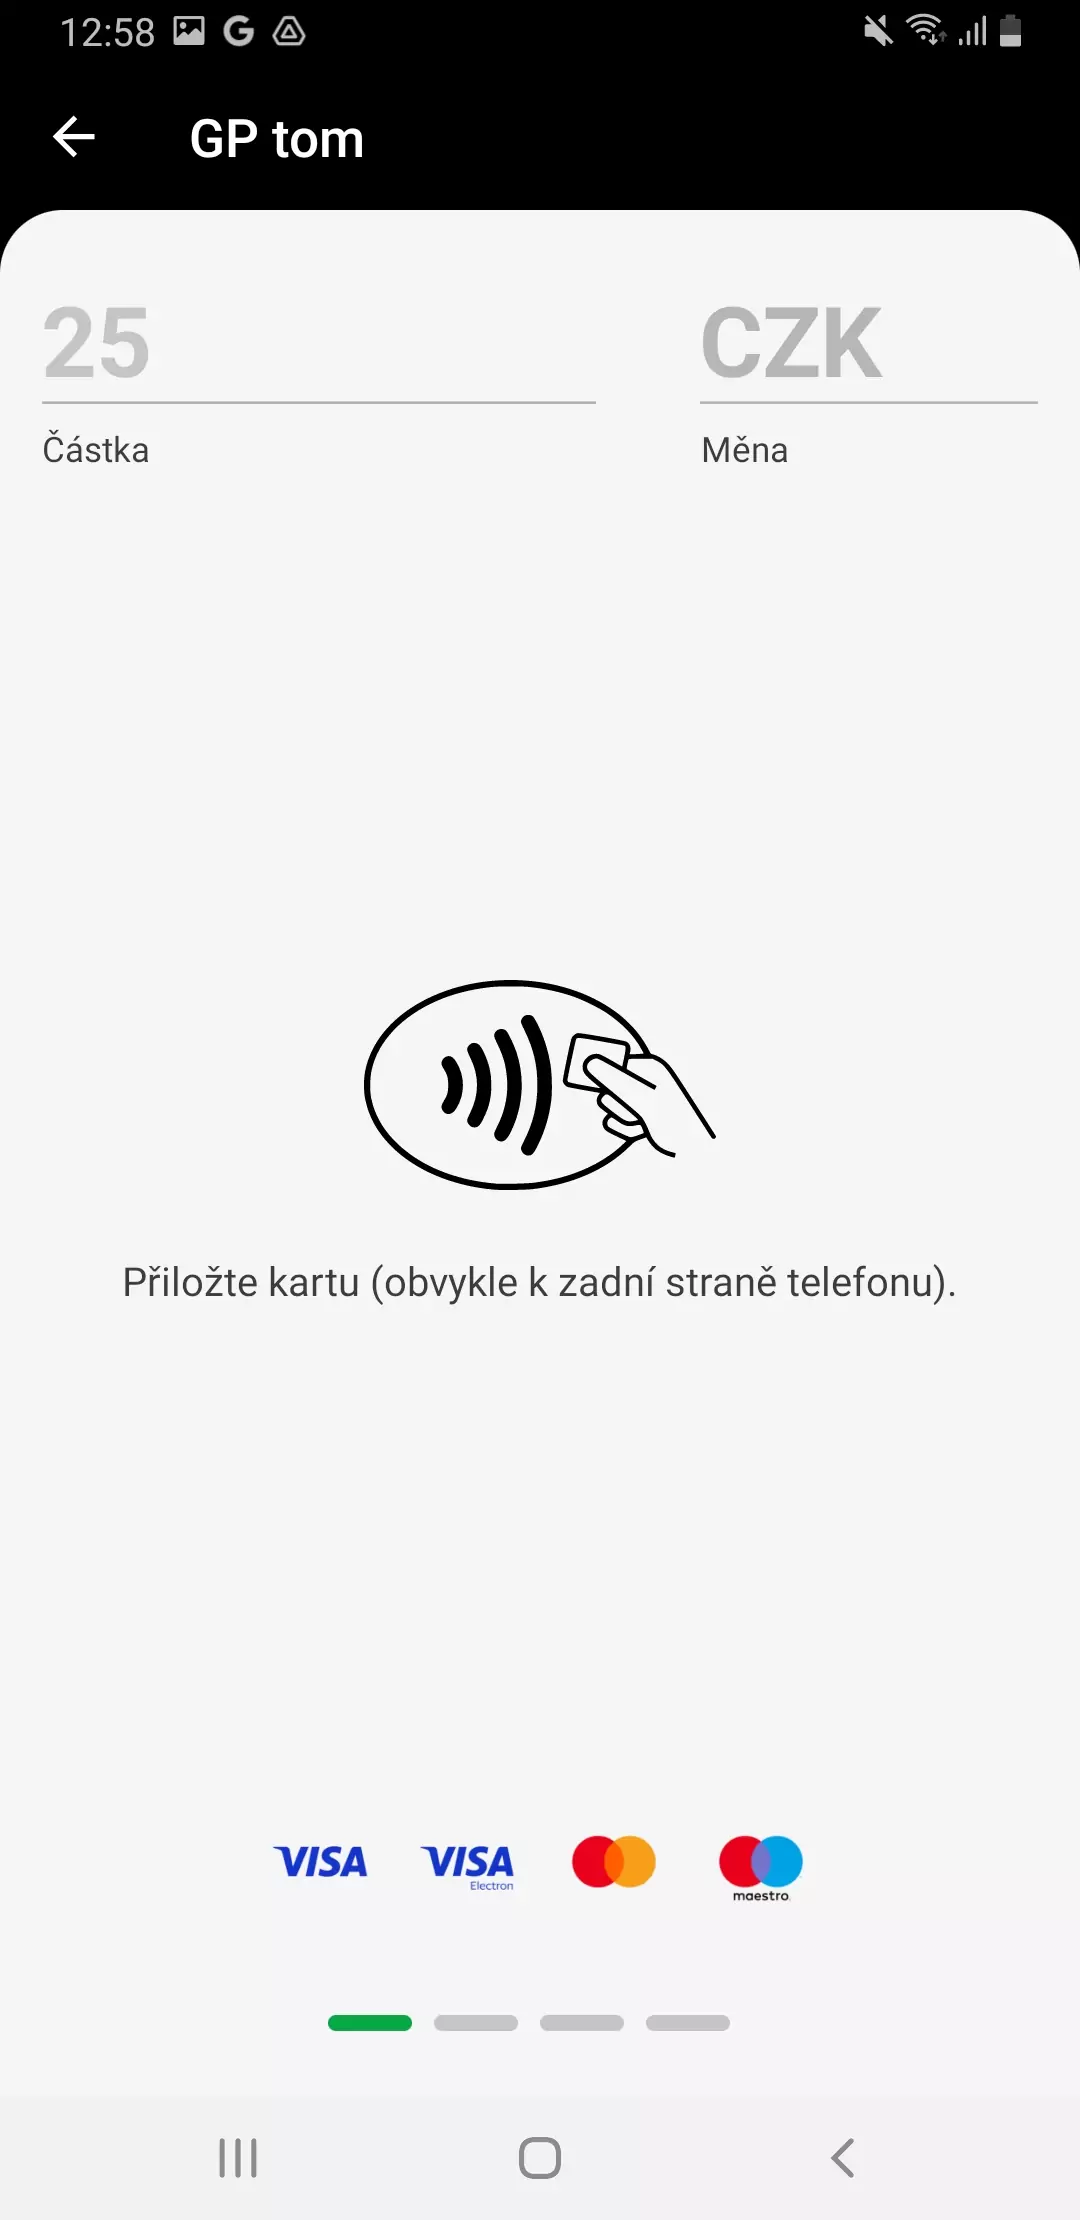 12:58
GP tom
25 CZK
Částka Měna
Přiložte kartu (obvykle k zadní straně telefonu).
VISA VISA
Electron
maestro